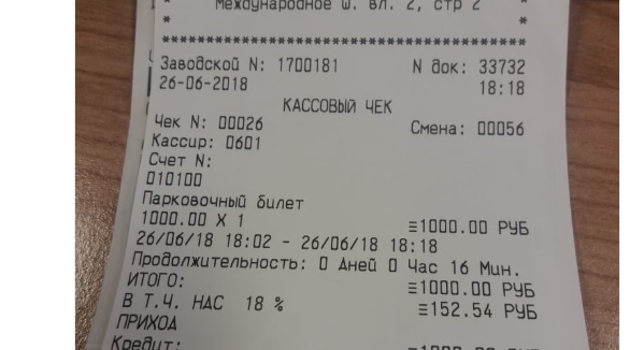 * Международное ш. вл. 2, стр 2 *
* *
****************************************
Заводской N: 1700181 N док: 33732
26-06-2018 18:18
КАССОВЫЙ ЧЕК
Чек N: 00026 Смена: 00056
Кассир: 0601
Счет N:
010100
Парковочный билет
1000.00 X 1 ≡1000.00 РУБ
26/06/18 18:02 - 26/06/18 18:18
Продолжительность: 0 Дней 0 Час 16 Мин.
ИТОГО: ≡1000.00 РУБ
В Т.Ч. НДС 18 % ≡152.54 РУБ
ПРИХОД
Кредит: ≡1000.00 РУБ